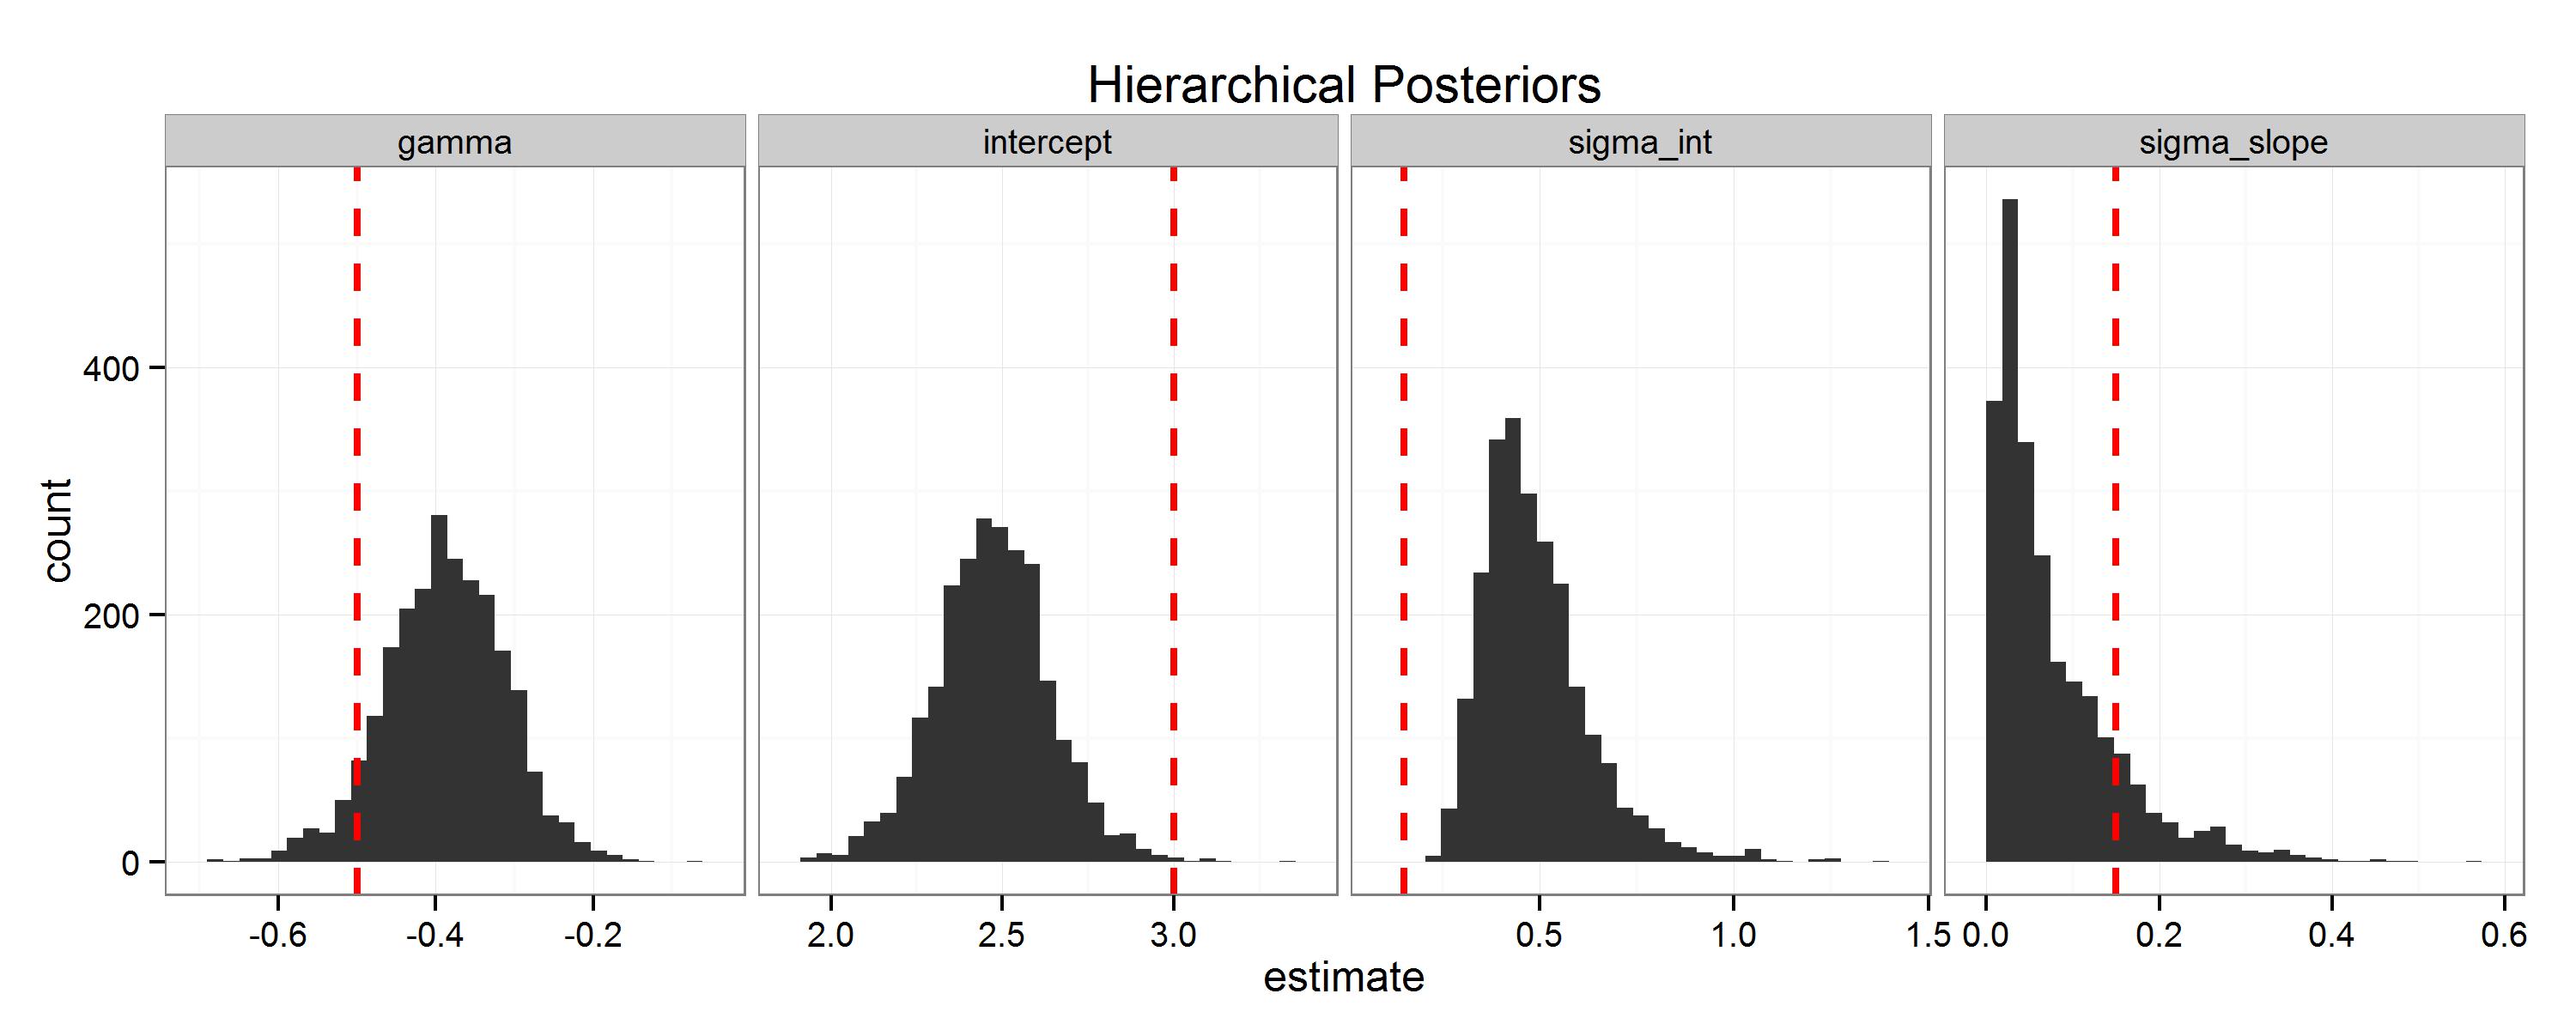 Hierarchical Posteriors
gamma intercept sigma_int sigma_slope
400
200
0
count
-0.6 -0.4 -0.2 2.0 2.5 3.0 0.5 1.0 1.5 0.0 0.2 0.4 0.6
estimate